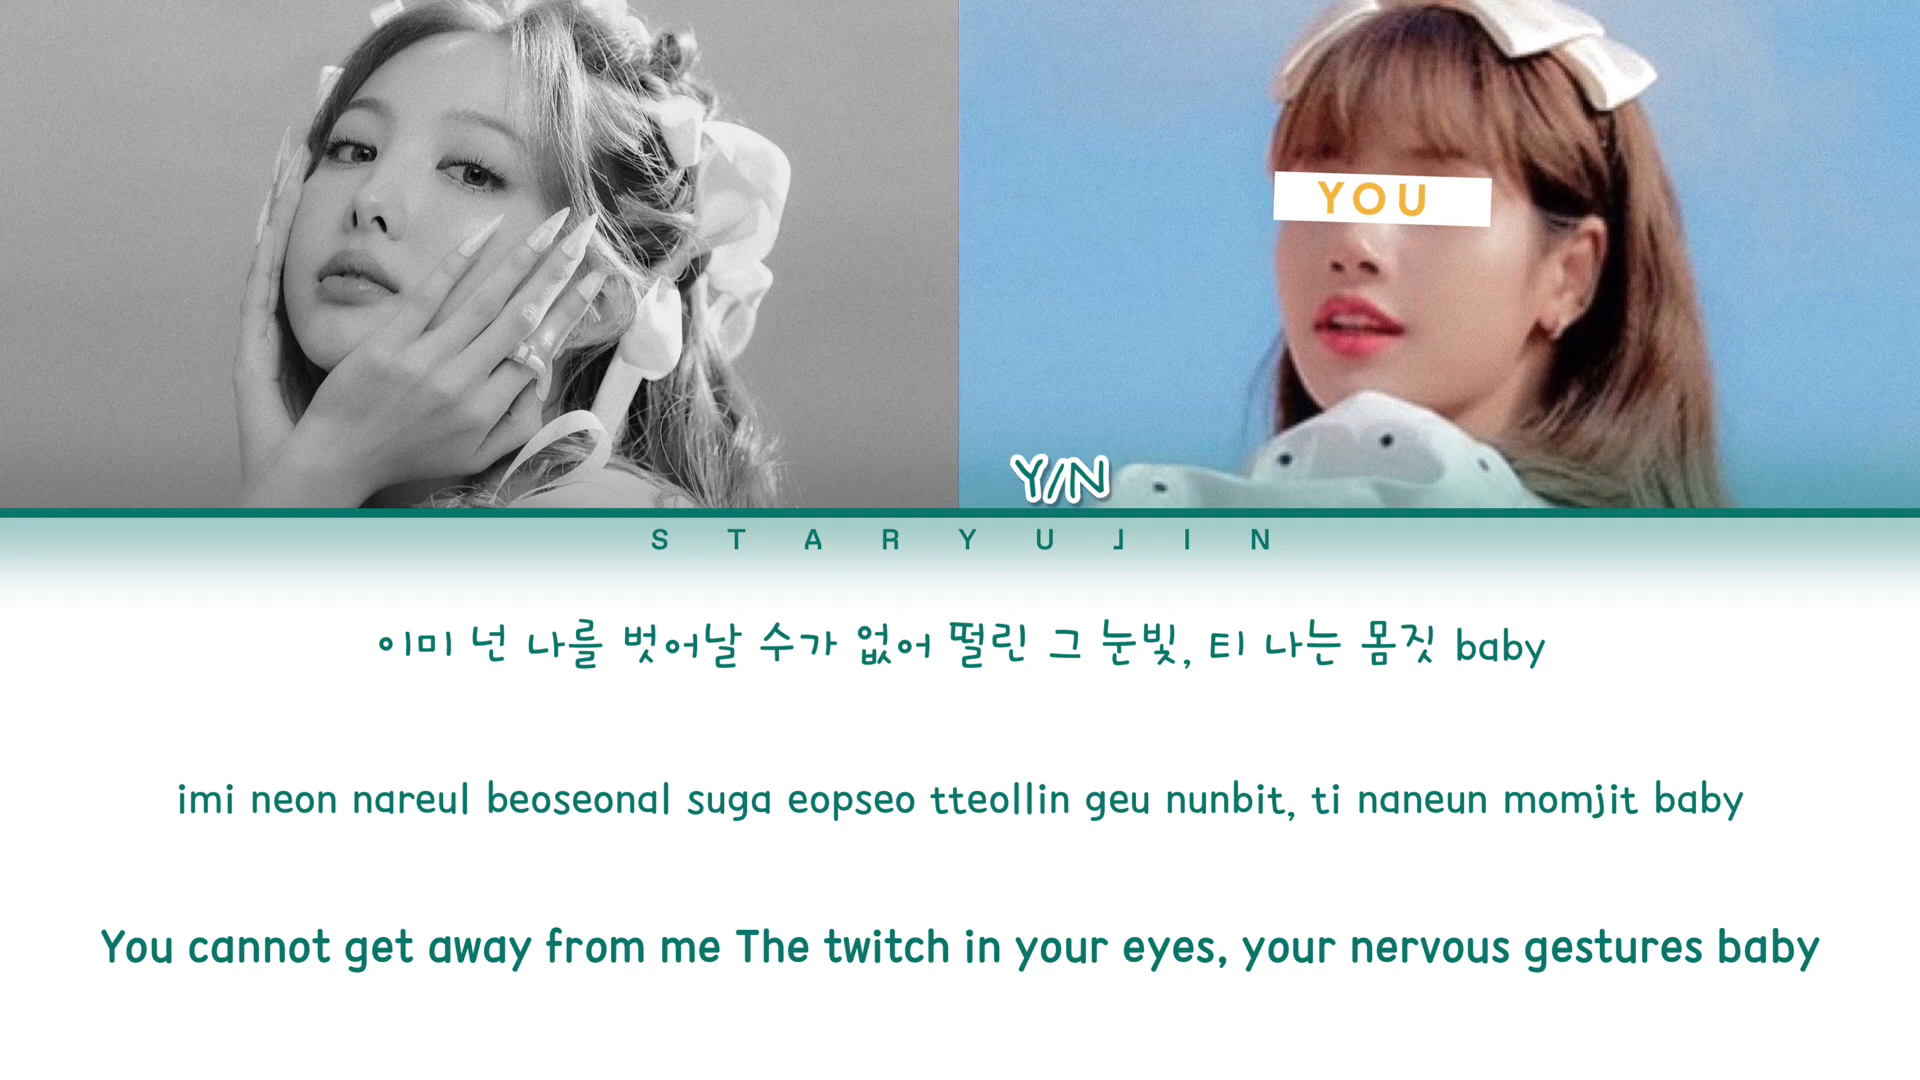 YOU
Y/N
STARYUJIN
이미 넌 나를 벗어날 수가 없어 떨린 그 눈빛, 티 나는 몸짓 baby
imi neon nareul beoseonal suga eopseo tteollin geu nunbit, ti naneun momjit baby
You cannot get away from me The twitch in your eyes, your nervous gestures baby